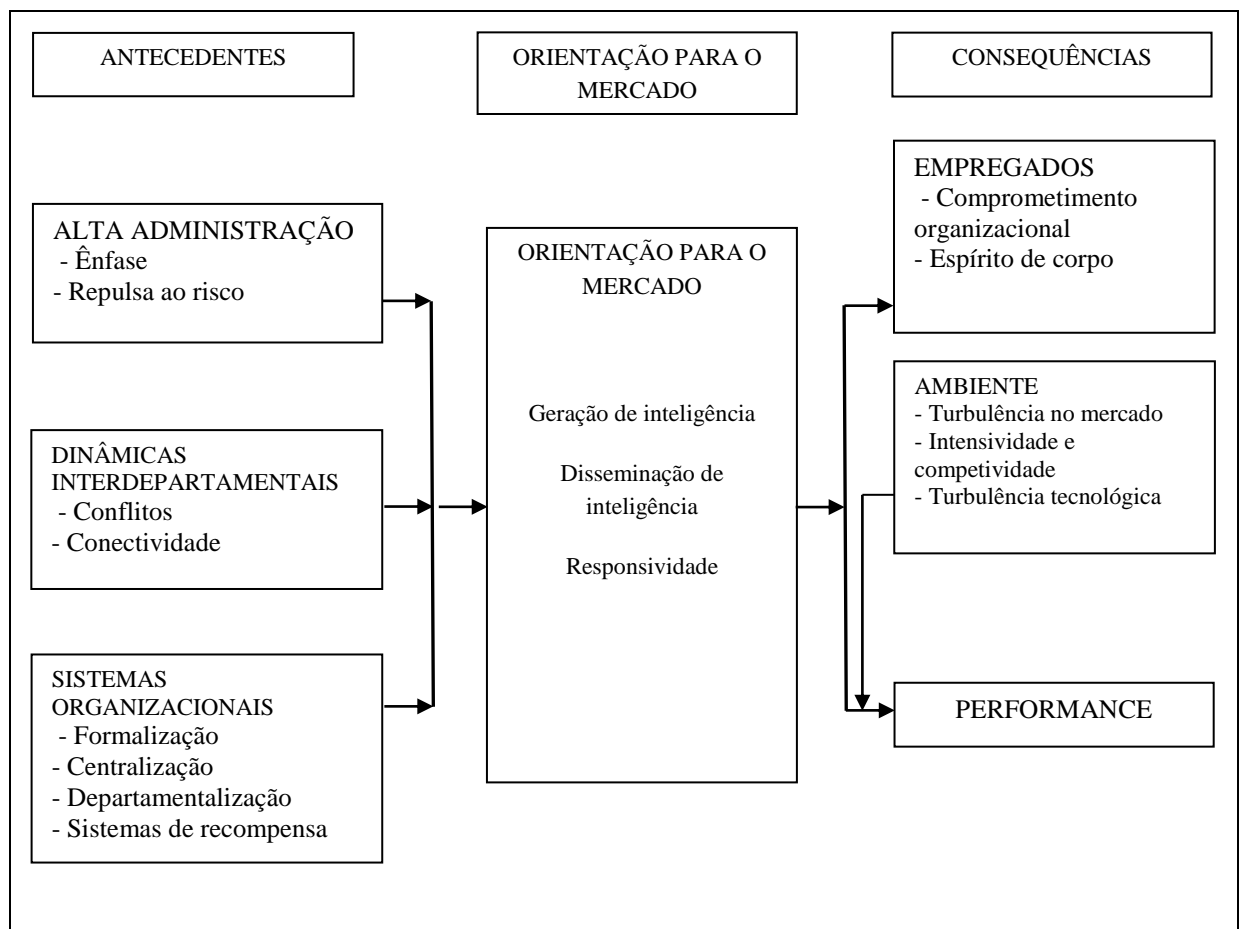 ANTECEDENTES
ORIENTAÇÃO PARA O
MERCADO
CONSEQUÊNCIAS
ALTA ADMINISTRAÇÃO
- Ênfase
- Repulsa ao risco
DINÂMICAS
INTERDEPARTAMENTAIS
- Conflitos
- Conectividade
SISTEMAS
ORGANIZACIONAIS
- Formalização
- Centralização
- Departamentalização
- Sistemas de recompensa
ORIENTAÇÃO PARA O
MERCADO
Geração de inteligência
Disseminação de
inteligência
Responsividade
EMPREGADOS
- Comprometimento
organizacional
- Espírito de corpo
AMBIENTE
- Turbulência no mercado
- Intensividade e
competividade
- Turbulência tecnológica
PERFORMANCE